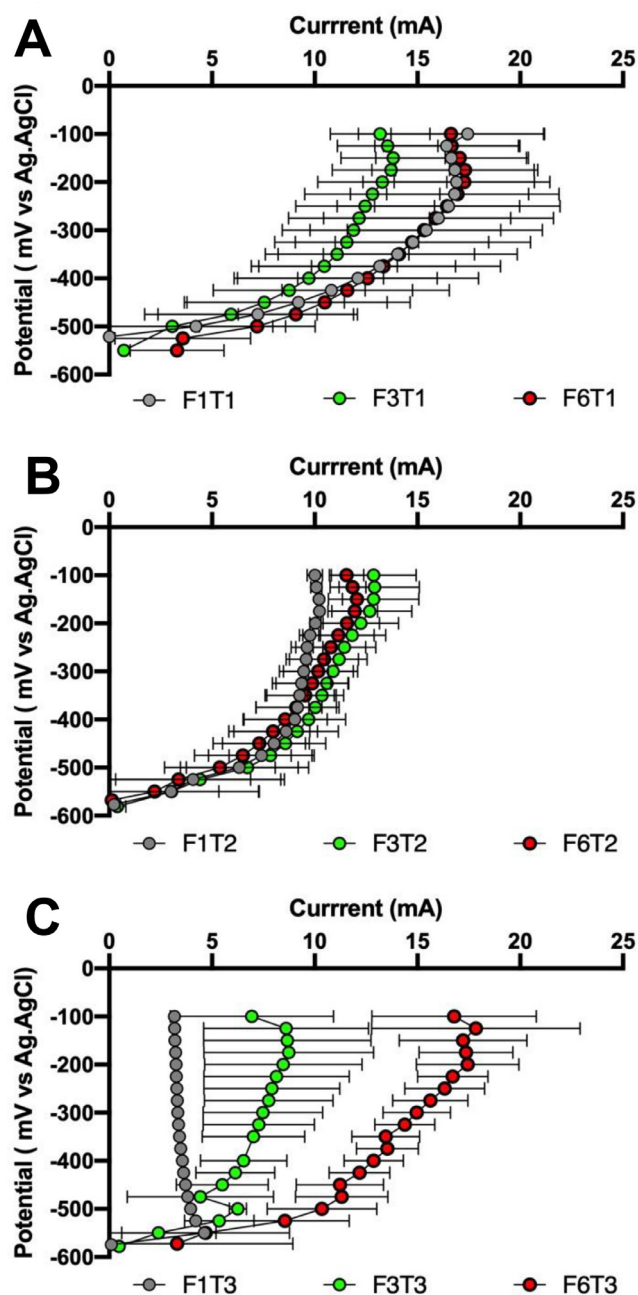 A
Currrent (mA)
0 5 10 15 20 25
Potential ( mV vs Ag.AgCl)
0
-100
-200
-300
-400
-500
-600
F1T1 F3T1 F6T1
B
Currrent (mA)
0 5 10 15 20 25
Potential ( mV vs Ag.AgCl)
0
-100
-200
-300
-400
-500
-600
F1T2 F3T2 F6T2
C
Currrent (mA)
0 5 10 15 20 25
Potential ( mV vs Ag.AgCl)
0
-100
-200
-300
-400
-500
-600
F1T3 F3T3 F6T3